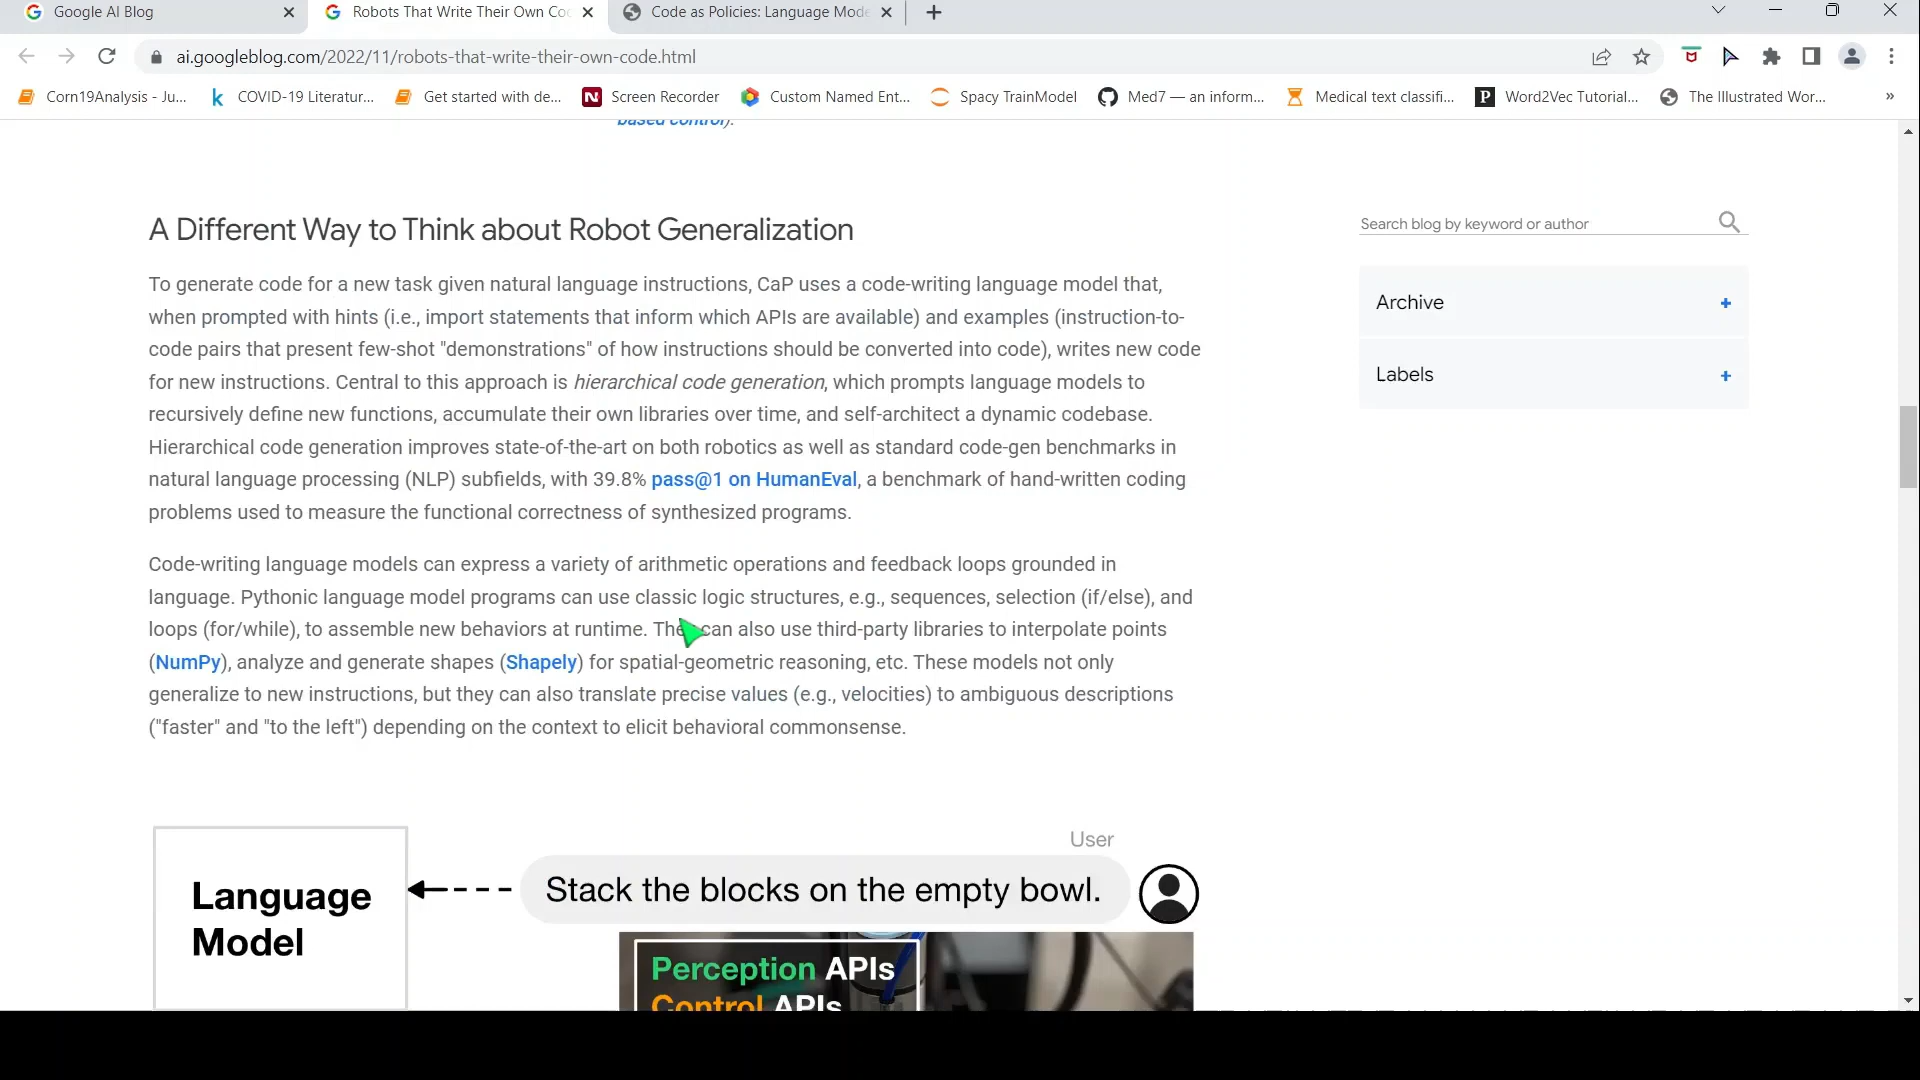 Google AI Blog
Robots That Write Their Own Co
Code as Policies: Language Mode
ai.googleblog.com/2022/11/robots-that-write-their-own-code.html
Corn19Analysis - Ju...
COVID-19 Literatur...
Get started with de...
Screen Recorder
Custom Named Ent...
Spacy TrainModel
Med7 — an inform...
Medical text classifi...
Word2Vec Tutorial...
The Illustrated Wor...
based control).
A Different Way to Think about Robot Generalization
Search blog by keyword or author
To generate code for a new task given natural language instructions, CaP uses a code-writing language model that,
when prompted with hints (i.e., import statements that inform which APIs are available) and examples (instruction-to-
code pairs that present few-shot "demonstrations" of how instructions should be converted into code), writes new code
for new instructions. Central to this approach is hierarchical code generation, which prompts language models to
recursively define new functions, accumulate their own libraries over time, and self-architect a dynamic codebase.
Hierarchical code generation improves state-of-the-art on both robotics as well as standard code-gen benchmarks in
natural language processing (NLP) subfields, with 39.8% pass@1 on HumanEval, a benchmark of hand-written coding
problems used to measure the functional correctness of synthesized programs.
Archive
Labels
Code-writing language models can express a variety of arithmetic operations and feedback loops grounded in
language. Pythonic language model programs can use classic logic structures, e.g., sequences, selection (if/else), and
loops (for/while), to assemble new behaviors at runtime. They can also use third-party libraries to interpolate points
(NumPy), analyze and generate shapes (Shapely) for spatial-geometric reasoning, etc. These models not only
generalize to new instructions, but they can also translate precise values (e.g., velocities) to ambiguous descriptions
("faster" and "to the left") depending on the context to elicit behavioral commonsense.
User
Stack the blocks on the empty bowl.
Language
Model
Perception APIs
Control APIs